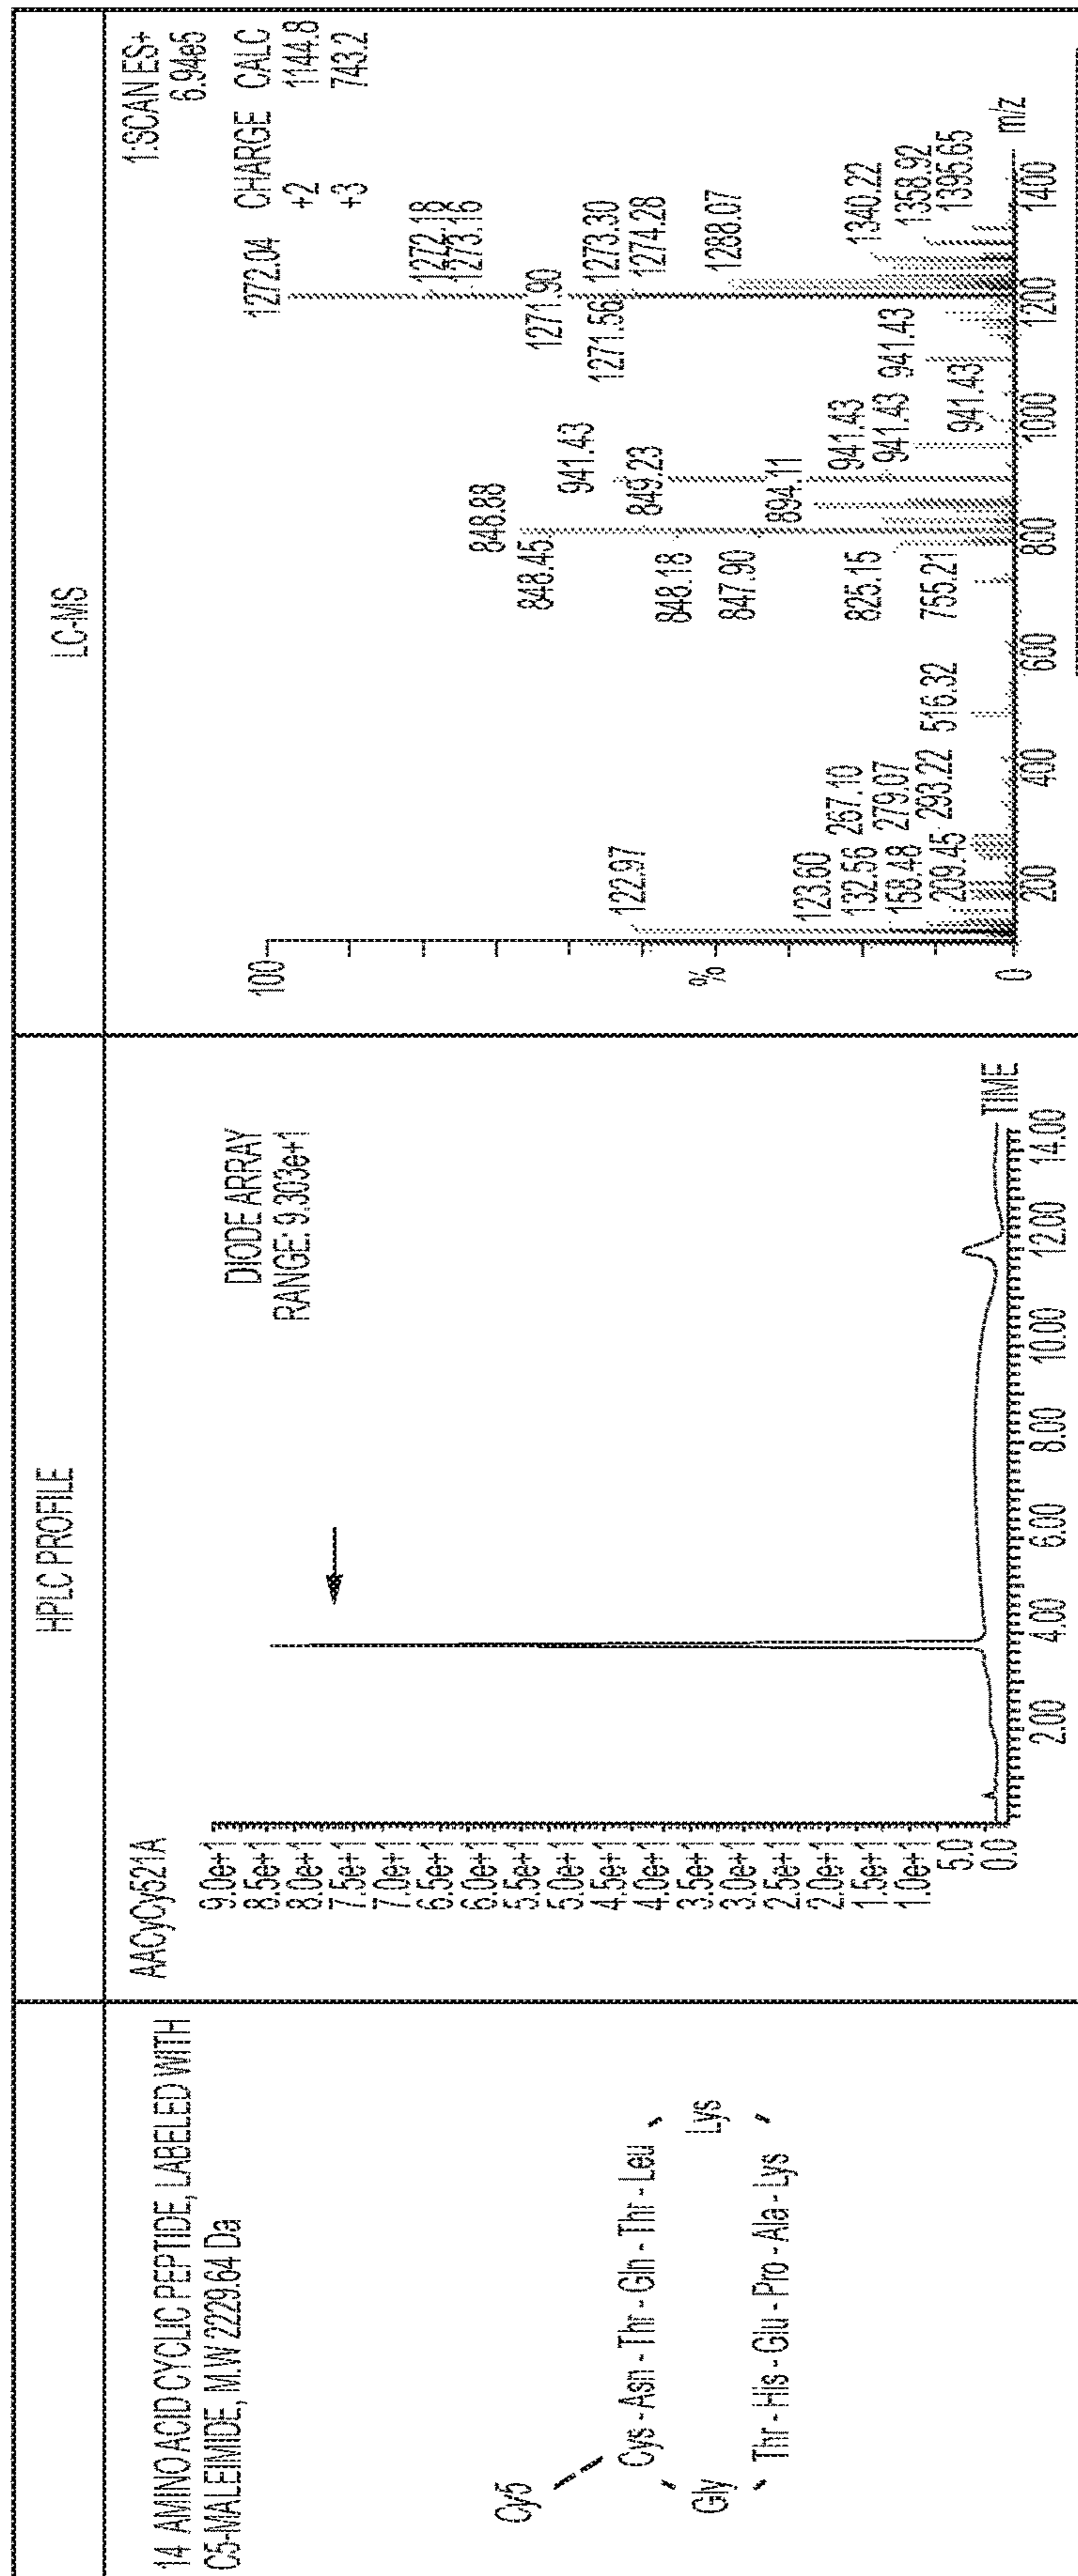 HPLC PROFILE
LC-MS
14 AMINO ACID CYCLIC PEPTIDE, LABELED WITH
C5-MALEIMIDE, M.W 2229.64 Da
Cy5
Cys - Asn - Thr - Gln - Thr - Leu
Gly
Lys
Thr - His - Glu - Pro - Ala - Lys
AACyCy521A
DIODE ARRAY
RANGE: 9.303e+1
9.0e+1
8.5e+1
8.0e+1
7.5e+1
7.0e+1
6.5e+1
6.0e+1
5.5e+1
5.0e+1
4.5e+1
4.0e+1
3.5e+1
3.0e+1
2.5e+1
2.0e+1
1.5e+1
1.0e+1
5.0
0.0
TIME
2.00 4.00 6.00 8.00 10.00 12.00 14.00
1:SCAN ES+
6.94e5
CHARGE CALC
+2 1144.8
+3 743.2
100
%
0
1272.04
1272.18
1273.16
1271.90
1273.30
1271.56
1274.28
1288.07
848.88
848.45
941.43
849.23
848.18
894.11
847.90
941.43
941.43
941.43
941.43
825.15
755.21
1340.22
1358.92
1395.65
122.97
123.60
132.56 267.10
158.48 279.07
209.45 293.22
516.32
200 400 600 800 1000 1200 1400
m/z